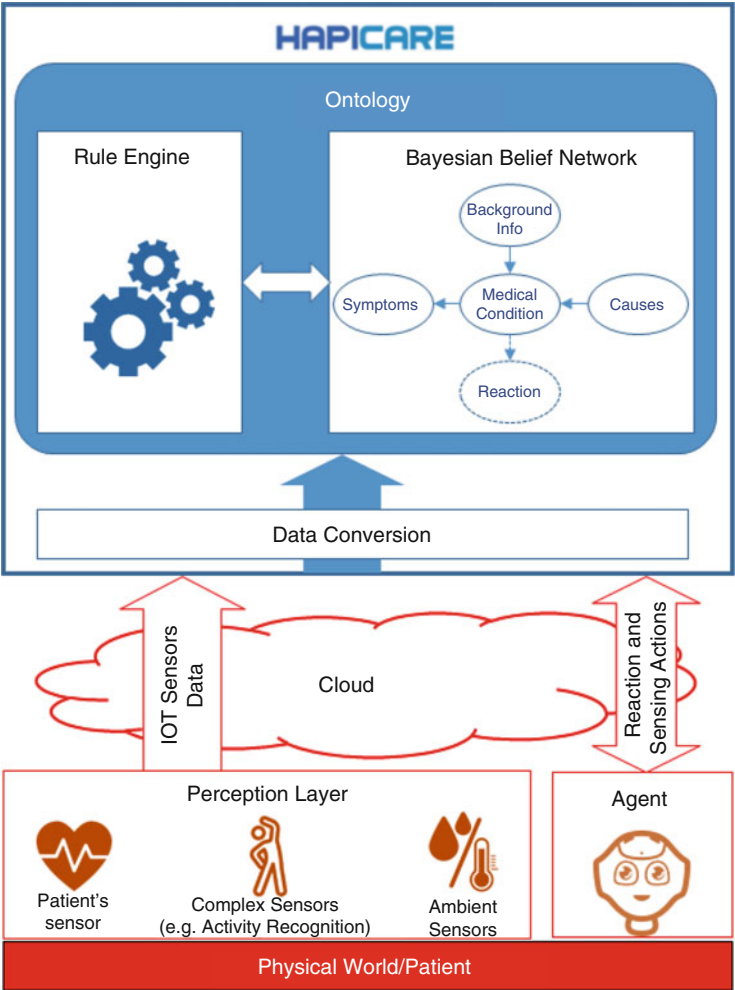 HAPICARE
Ontology
Rule Engine
Bayesian Belief Network
Background
Info
Symptoms
Medical
Condition
Causes
Reaction
Data Conversion
IOT Sensors
Data
Cloud
Reaction and
Sensing Actions
Perception Layer
Agent
Patient's
sensor
Complex Sensors
(e.g. Activity Recognition)
Ambient
Sensors
Physical World/Patient